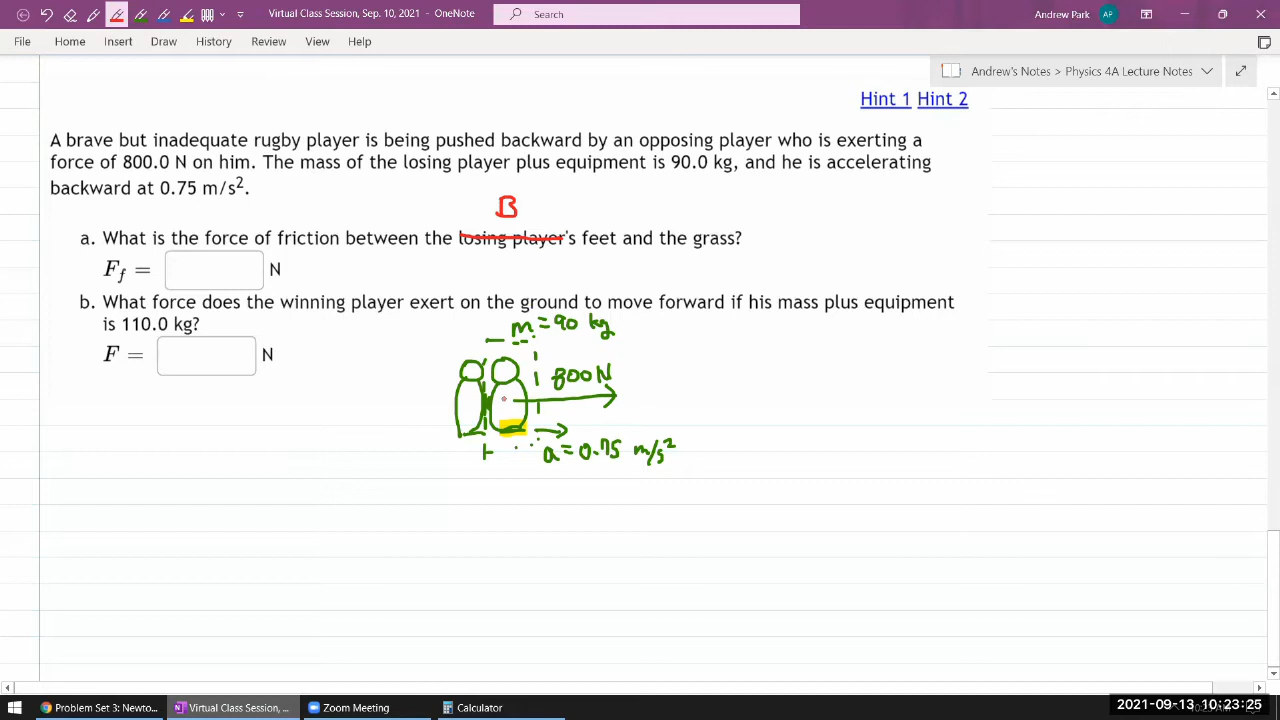 Virtual Class Session, Sep. 10, 2021 - OneNote
Search
Andrew Park
AP
File Home Insert Draw History Review View Help
Andrew's Notes > Physics 4A Lecture Notes
Hint 1 Hint 2
A brave but inadequate rugby player is being pushed backward by an opposing player who is exerting a
force of 800.0 N on him. The mass of the losing player plus equipment is 90.0 kg, and he is accelerating
backward at 0.75 m/s².
B
a. What is the force of friction between the losing player's feet and the grass?
F_f = N
b. What force does the winning player exert on the ground to move forward if his mass plus equipment
is 110.0 kg?
m = 90 kg
F = N
800N
a = 0.75 m/s²
Problem Set 3: Newto...
Virtual Class Session,...
Zoom Meeting
Calculator
2021-09-13 10:23:25